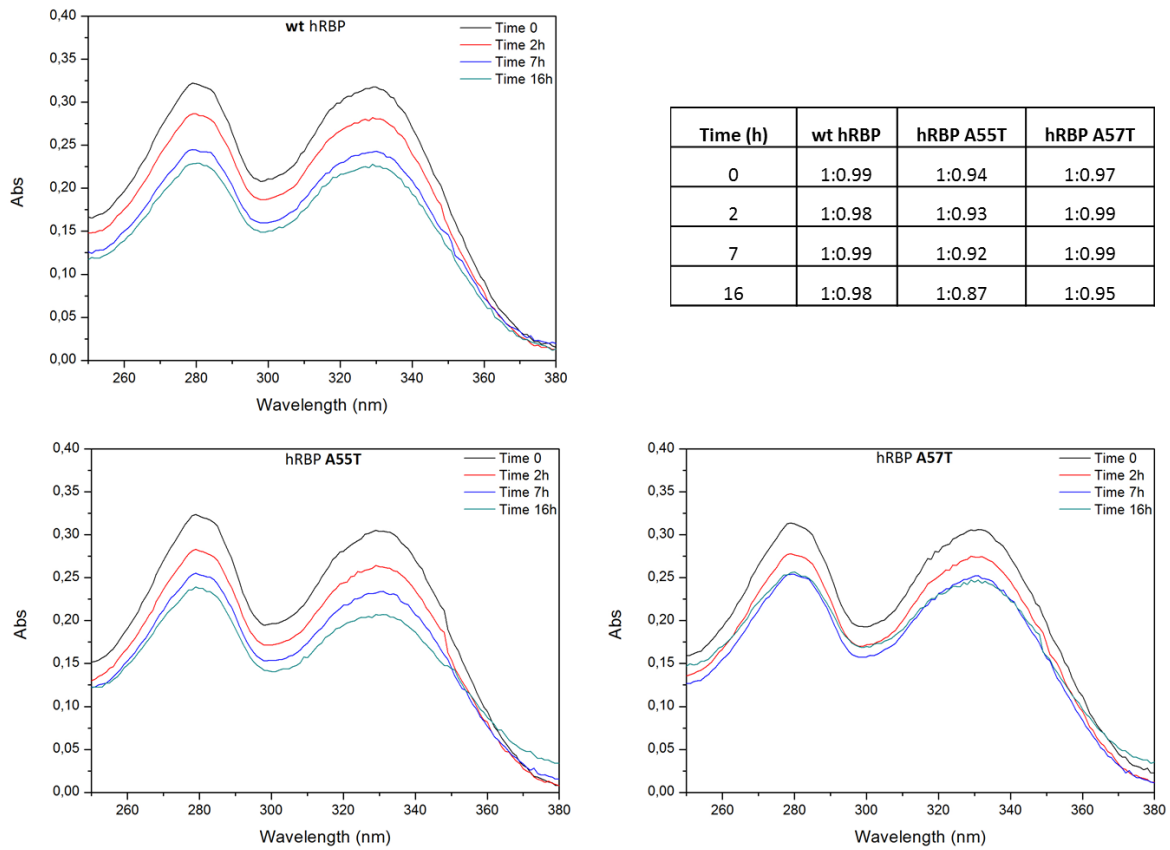 wt hRBP
Time 0
Time 2h
Time 7h
Time 16h
0,40
0,35
0,30
0,25
0,20
0,15
0,10
0,05
0,00
Abs
260 280 300 320 340 360 380
Wavelength (nm)
Time (h) wt hRBP hRBP A55T hRBP A57T
0 1:0.99 1:0.94 1:0.97
2 1:0.98 1:0.93 1:0.99
7 1:0.99 1:0.92 1:0.99
16 1:0.98 1:0.87 1:0.95
hRBP A55T
Time 0
Time 2h
Time 7h
Time 16h
0,40
0,35
0,30
0,25
0,20
0,15
0,10
0,05
0,00
Abs
260 280 300 320 340 360 380
Wavelength (nm)
hRBP A57T
Time 0
Time 2h
Time 7h
Time 16h
0,40
0,35
0,30
0,25
0,20
0,15
0,10
0,05
0,00
Abs
260 280 300 320 340 360 380
Wavelength (nm)